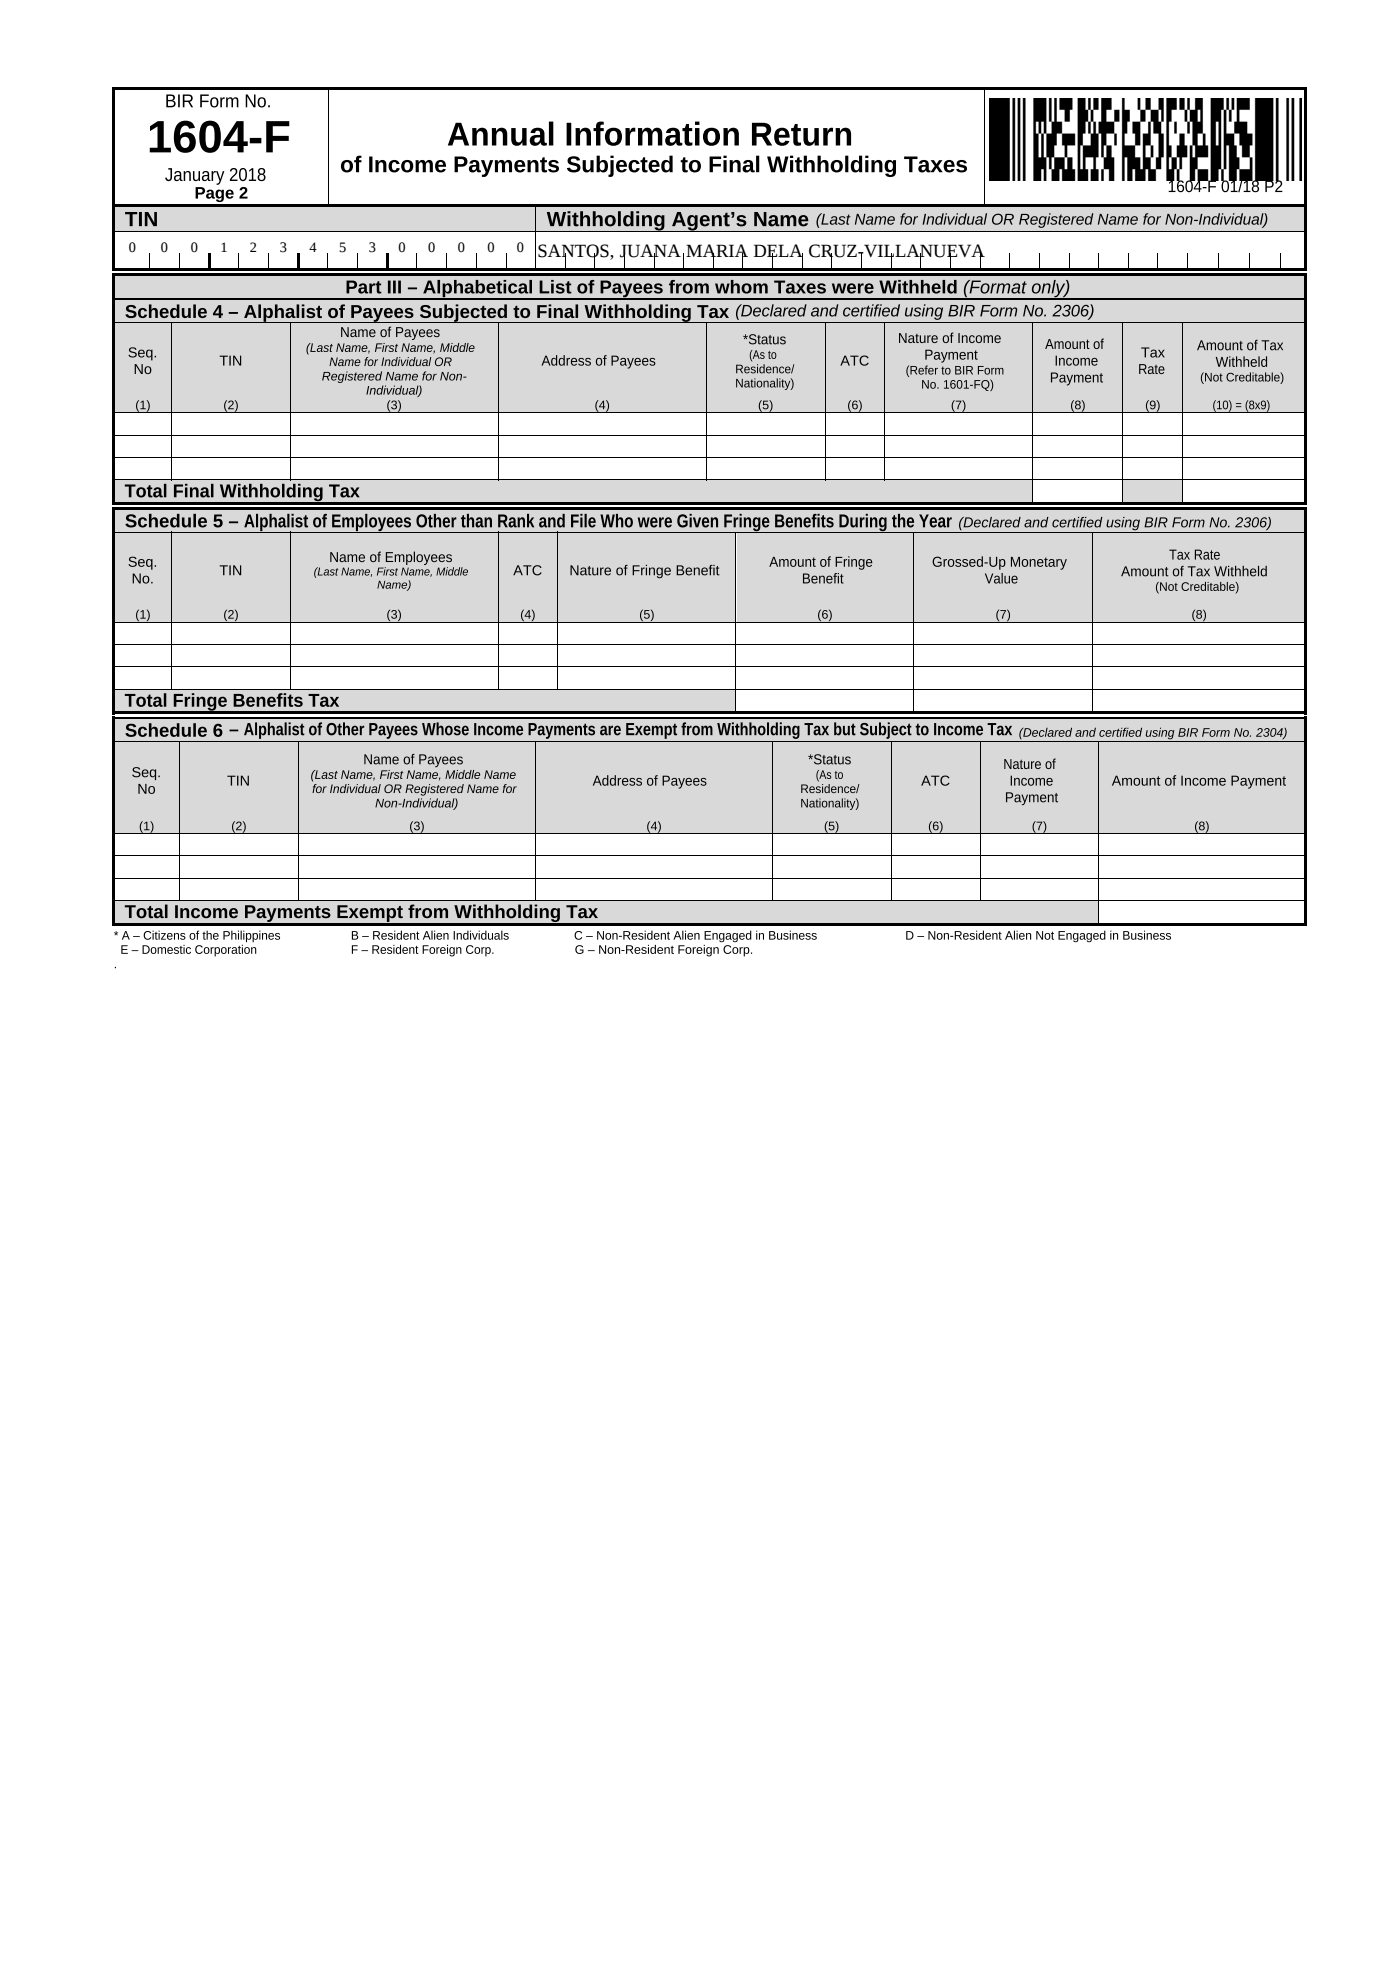 BIR Form No.
1604-F
January 2018
Page 2
Annual Information Return
of Income Payments Subjected to Final Withholding Taxes
1604-F 01/18 P2
TIN
Withholding Agent’s Name (Last Name for Individual OR Registered Name for Non-Individual)
0 0 0 1 2 3 4 5 3 0 0 0 0 0
SANTOS, JUANA MARIA DELA CRUZ-VILLANUEVA
Part III – Alphabetical List of Payees from whom Taxes were Withheld (Format only)
Schedule 4 – Alphalist of Payees Subjected to Final Withholding Tax (Declared and certified using BIR Form No. 2306)
Seq.
No
(1)
TIN
(2)
Name of Payees
(Last Name, First Name, Middle
Name for Individual OR
Registered Name for Non-
Individual)
(3)
Address of Payees
(4)
*Status
(As to
Residence/
Nationality)
(5)
ATC
(6)
Nature of Income
Payment
(Refer to BIR Form
No. 1601-FQ)
(7)
Amount of
Income
Payment
(8)
Tax
Rate
(9)
Amount of Tax
Withheld
(Not Creditable)
(10) = (8x9)
Total Final Withholding Tax
Schedule 5 – Alphalist of Employees Other than Rank and File Who were Given Fringe Benefits During the Year (Declared and certified using BIR Form No. 2306)
Seq.
No.
(1)
TIN
(2)
Name of Employees
(Last Name, First Name, Middle
Name)
(3)
ATC
(4)
Nature of Fringe Benefit
(5)
Amount of Fringe
Benefit
(6)
Grossed-Up Monetary
Value
(7)
Tax Rate
Amount of Tax Withheld
(Not Creditable)
(8)
Total Fringe Benefits Tax
Schedule 6 – Alphalist of Other Payees Whose Income Payments are Exempt from Withholding Tax but Subject to Income Tax (Declared and certified using BIR Form No. 2304)
Seq.
No
(1)
TIN
(2)
Name of Payees
(Last Name, First Name, Middle Name
for Individual OR Registered Name for
Non-Individual)
(3)
Address of Payees
(4)
*Status
(As to
Residence/
Nationality)
(5)
ATC
(6)
Nature of
Income
Payment
(7)
Amount of Income Payment
(8)
Total Income Payments Exempt from Withholding Tax
* A – Citizens of the Philippines B – Resident Alien Individuals C – Non-Resident Alien Engaged in Business D – Non-Resident Alien Not Engaged in Business
E – Domestic Corporation F – Resident Foreign Corp. G – Non-Resident Foreign Corp.
.